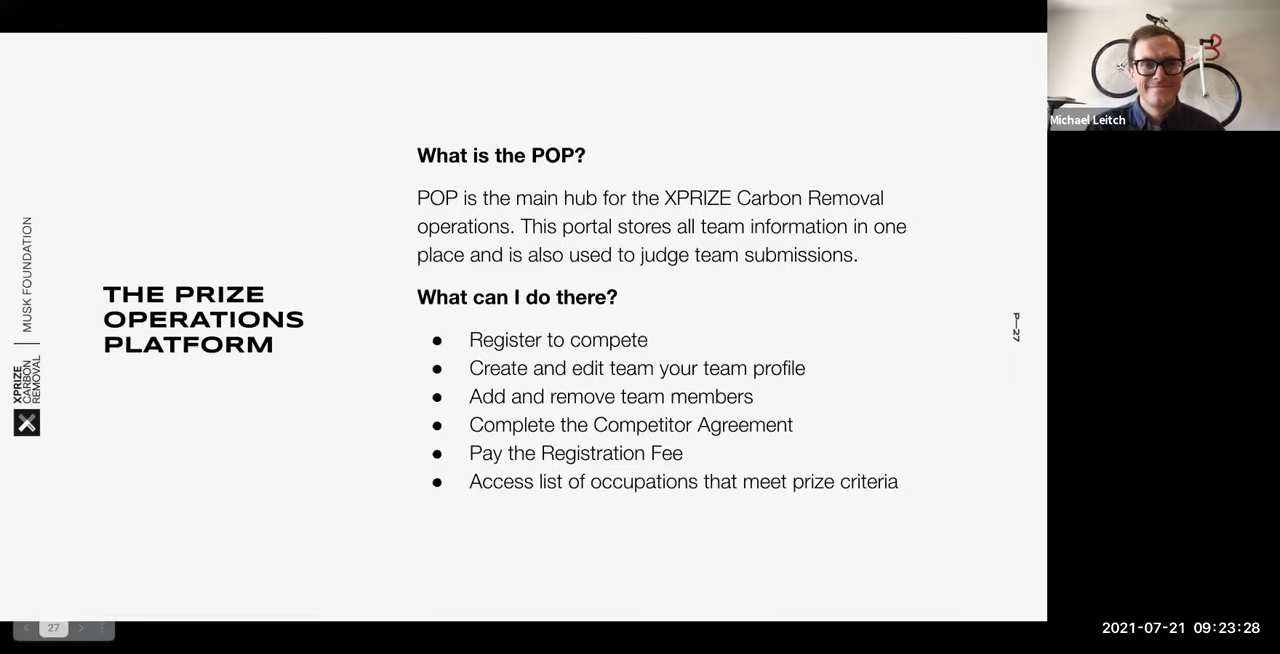 MUSK FOUNDATION
XPRIZE
CARBON
REMOVAL
THE PRIZE
OPERATIONS
PLATFORM
What is the POP?
POP is the main hub for the XPRIZE Carbon Removal
operations. This portal stores all team information in one
place and is also used to judge team submissions.
What can I do there?
● Register to compete
● Create and edit team your team profile
● Add and remove team members
● Complete the Competitor Agreement
● Pay the Registration Fee
● Access list of occupations that meet prize criteria
P—27
Michael Leitch
27
2021-07-21 09:23:28